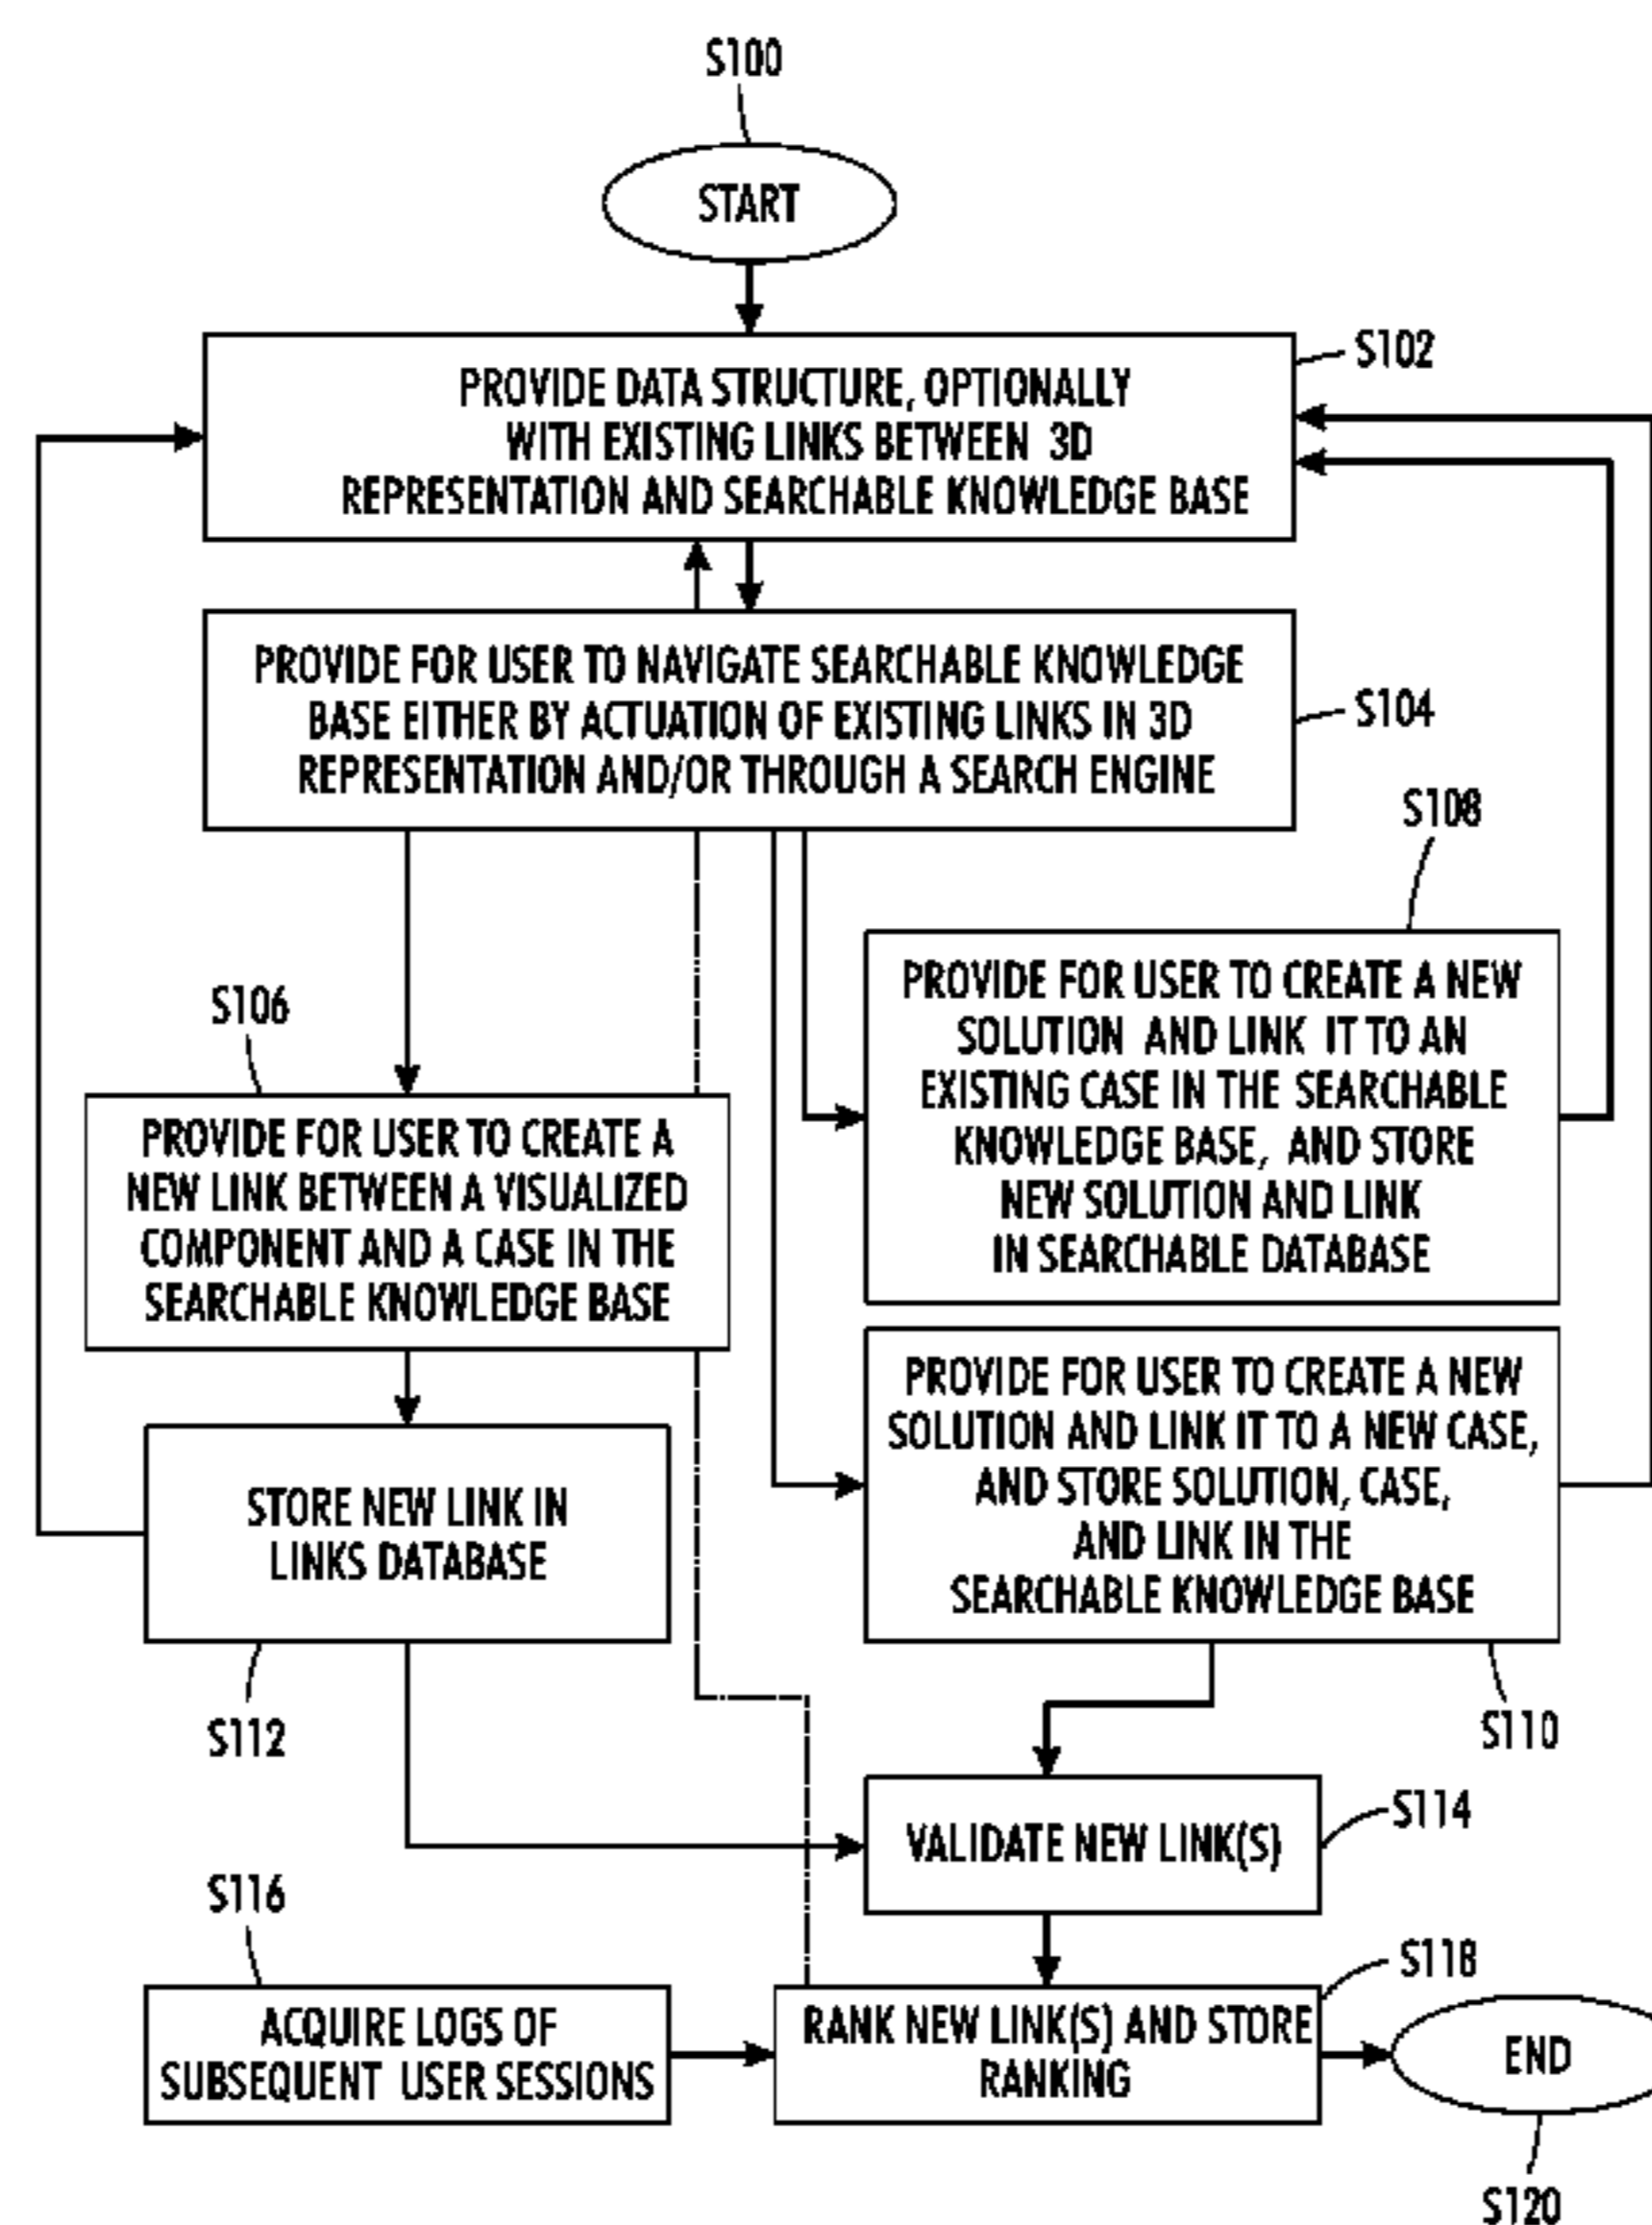 S100
START
S102
PROVIDE DATA STRUCTURE, OPTIONALLY
WITH EXISTING LINKS BETWEEN 3D
REPRESENTATION AND SEARCHABLE KNOWLEDGE BASE
PROVIDE FOR USER TO NAVIGATE SEARCHABLE KNOWLEDGE
BASE EITHER BY ACTUATION OF EXISTING LINKS IN 3D
REPRESENTATION AND/OR THROUGH A SEARCH ENGINE
S104
S108
PROVIDE FOR USER TO CREATE A NEW
SOLUTION AND LINK IT TO AN
EXISTING CASE IN THE SEARCHABLE
KNOWLEDGE BASE, AND STORE
NEW SOLUTION AND LINK
IN SEARCHABLE DATABASE
S106
PROVIDE FOR USER TO CREATE A
NEW LINK BETWEEN A VISUALIZED
COMPONENT AND A CASE IN THE
SEARCHABLE KNOWLEDGE BASE
PROVIDE FOR USER TO CREATE A NEW
SOLUTION AND LINK IT TO A NEW CASE,
AND STORE SOLUTION, CASE,
AND LINK IN THE
SEARCHABLE KNOWLEDGE BASE
S110
STORE NEW LINK IN
LINKS DATABASE
S112
VALIDATE NEW LINK(S)
S114
S116
ACQUIRE LOGS OF
SUBSEQUENT USER SESSIONS
RANK NEW LINK(S) AND STORE
RANKING
S118
END
S120